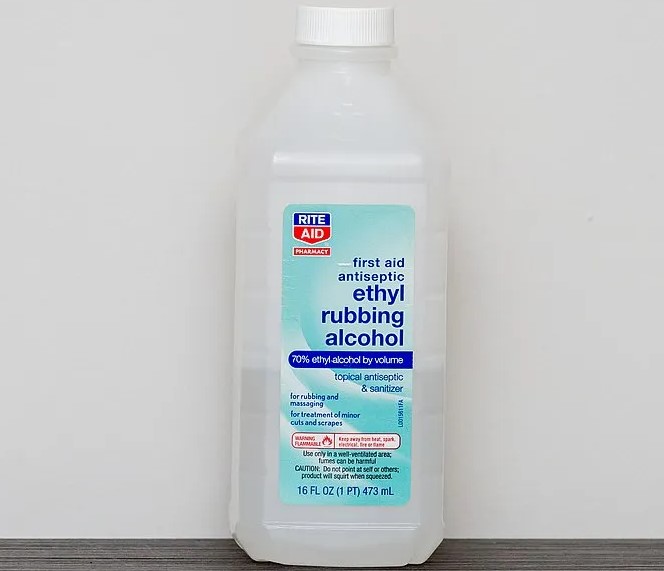 RITE
AID
PHARMACY
first aid
antiseptic
ethyl
rubbing
alcohol
70% ethyl alcohol by volume
topical antiseptic
& sanitizer
for rubbing and
massaging
for treatment of minor
cuts and scrapes
L0015611FA
WARNING Keep away from heat, spark,
FLAMMABLE electrical, fire or flame
Use only in a well-ventilated area;
fumes can be harmful
CAUTION: Do not point at self or others;
product will squirt when squeezed.
16 FL OZ (1 PT) 473 mL